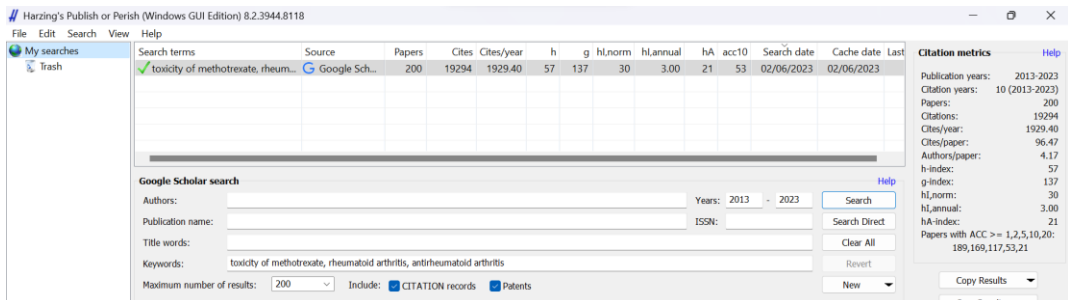 Harzing's Publish or Perish (Windows GUI Edition) 8.2.3944.8118
File Edit Search View Help
My searches
Trash
Search terms Source Papers Cites Cites/year h g hI,norm hI,annual hA acc10 Search date Cache date Last
toxicity of methotrexate, rheum... Google Sch... 200 19294 1929.40 57 137 30 3.00 21 53 02/06/2023 02/06/2023
Google Scholar search Help
Authors: Years: 2013 - 2023 Search
Publication name: ISSN: Search Direct
Title words: Clear All
Keywords: toxicity of methotrexate, rheumatoid arthritis, antirheumatoid arthritis Revert
Maximum number of results: 200 Include: CITATION records Patents New
Citation metrics Help
Publication years: 2013-2023
Citation years: 10 (2013-2023)
Papers: 200
Citations: 19294
Cites/year: 1929.40
Cites/paper: 96.47
Authors/paper: 4.17
h-index: 57
g-index: 137
hI,norm: 30
hI,annual: 3.00
hA-index: 21
Papers with ACC >= 1,2,5,10,20:
189,169,117,53,21
Copy Results